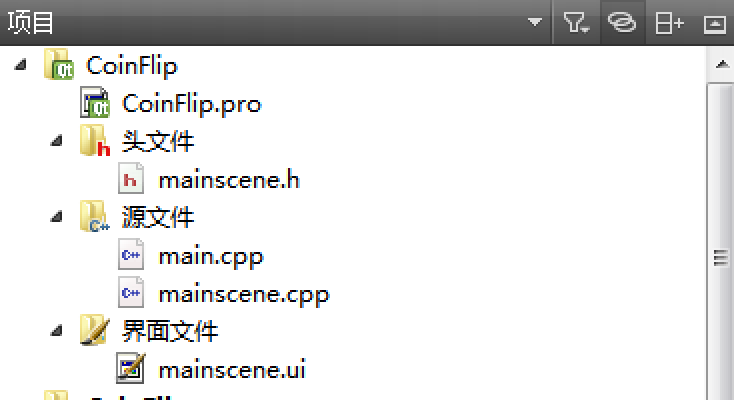 项目
CoinFlip
CoinFlip.pro
头文件
mainscene.h
源文件
main.cpp
mainscene.cpp
界面文件
mainscene.ui